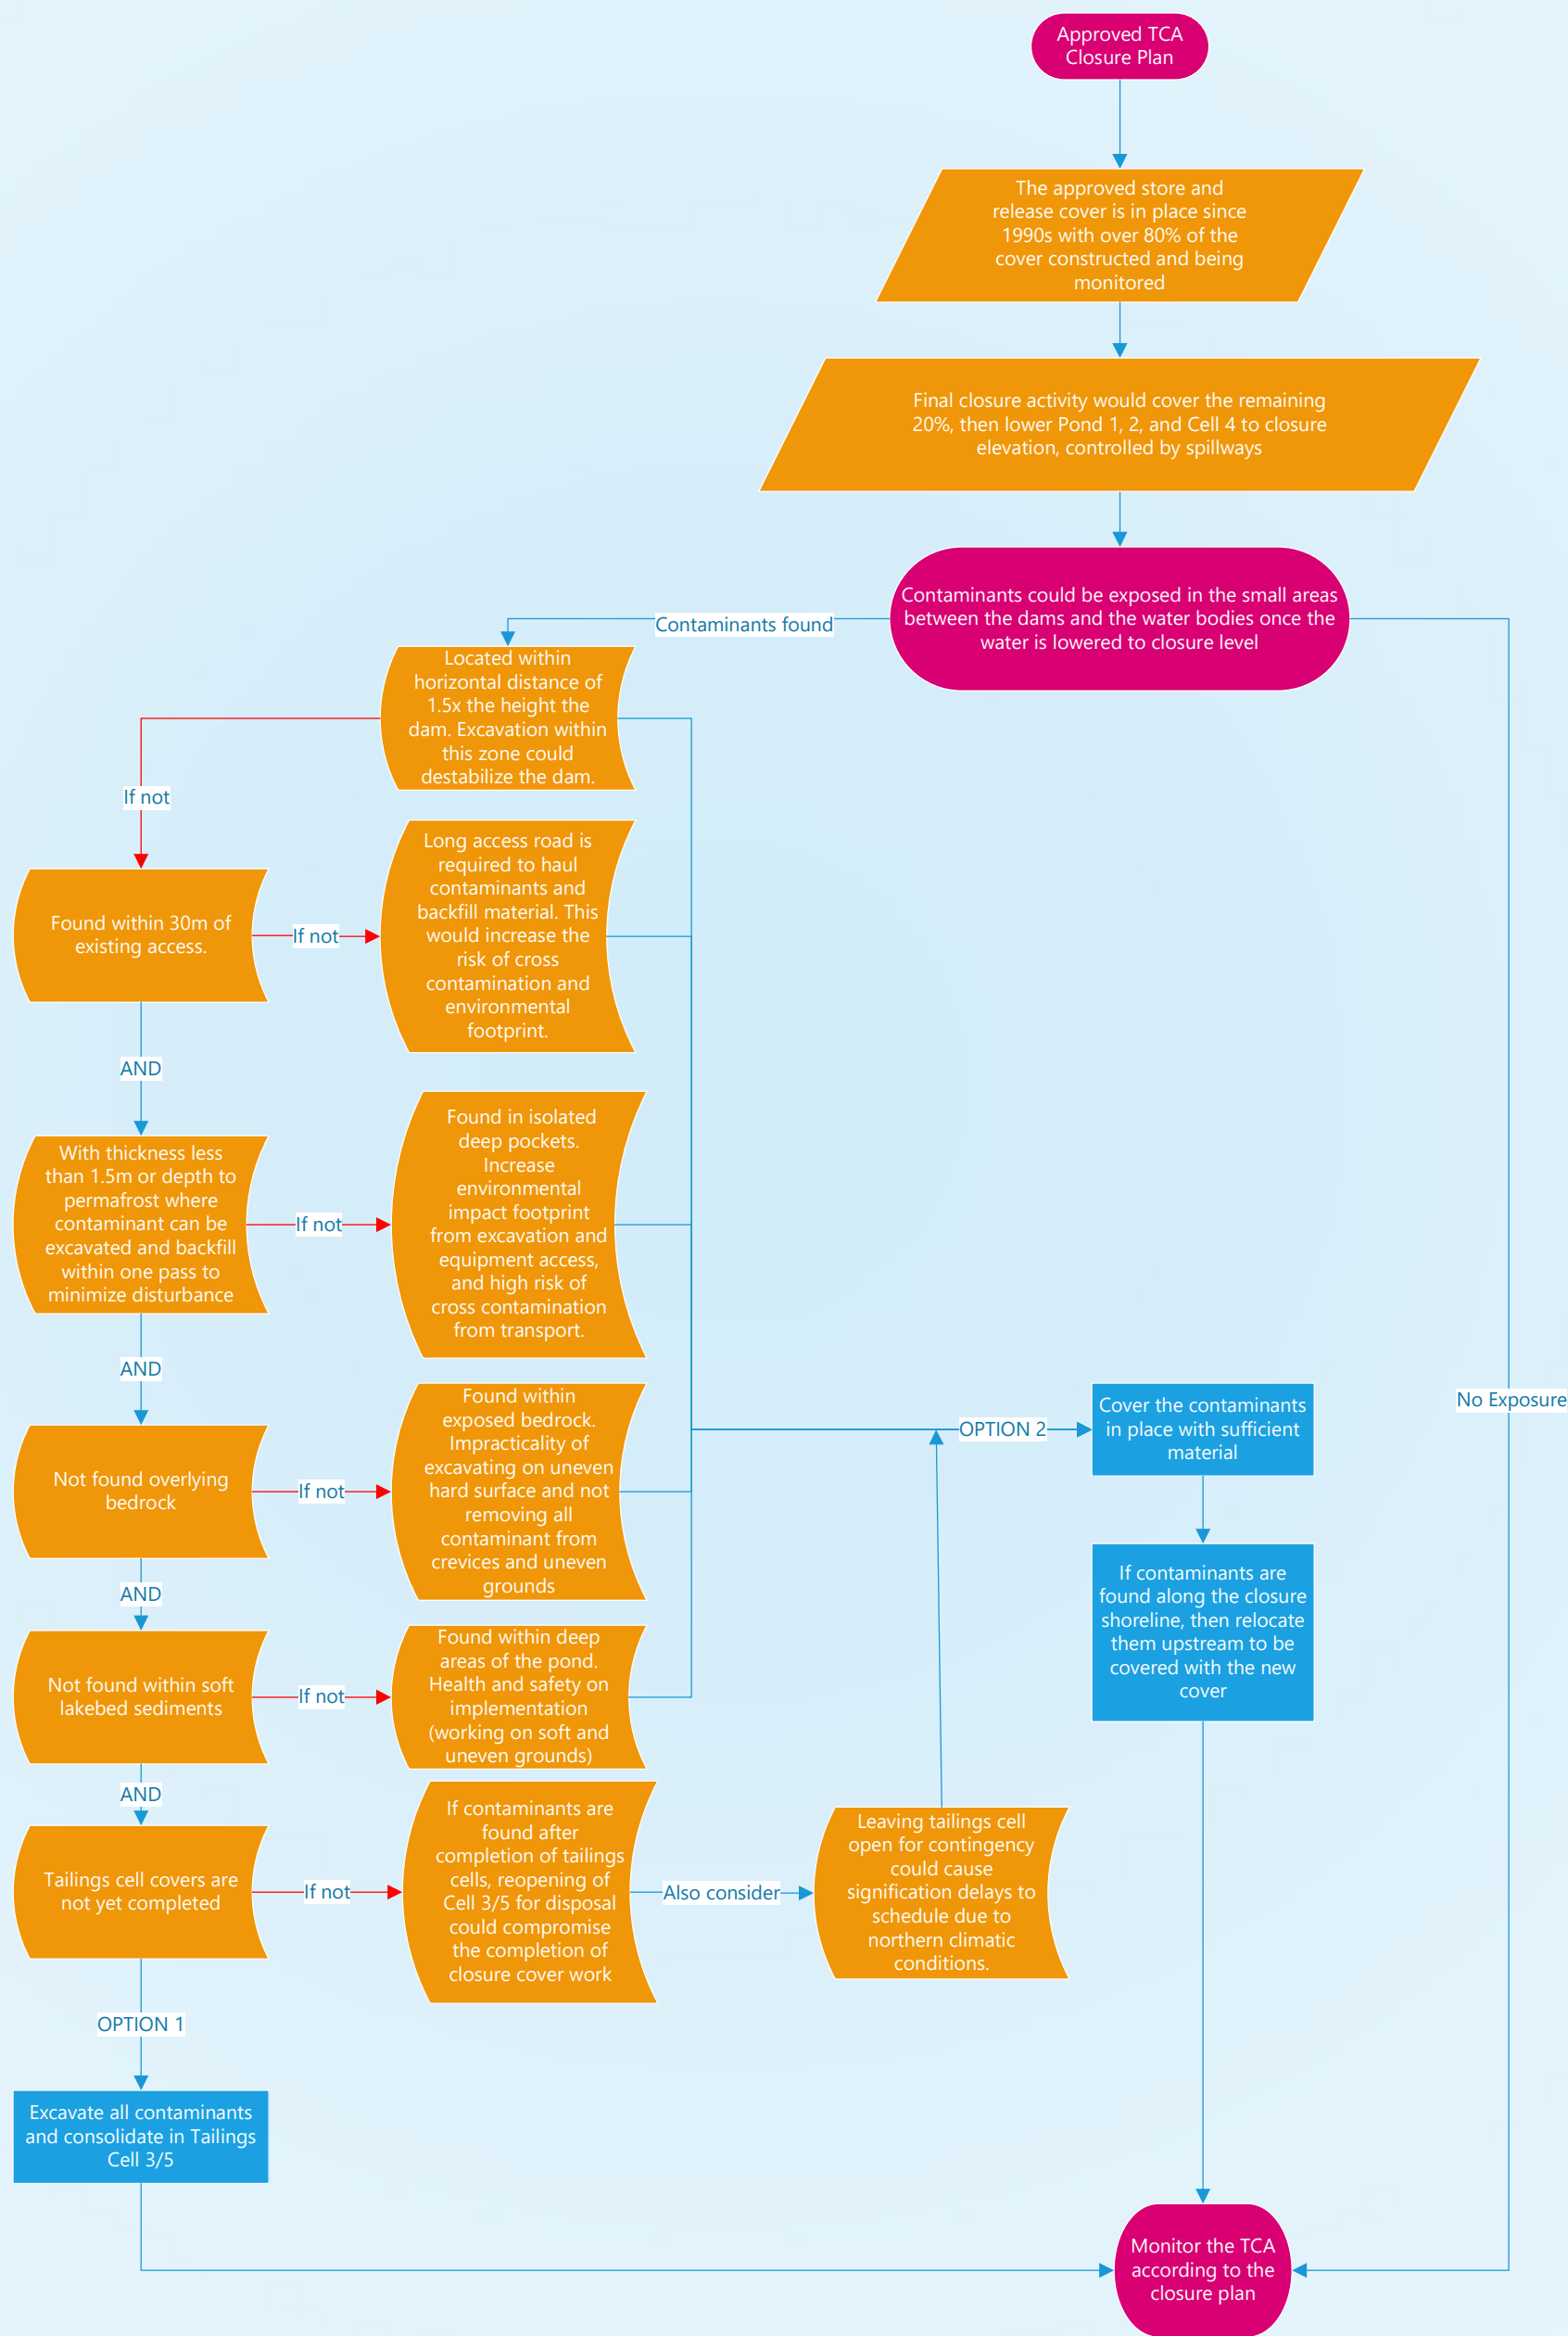 Approved TCA
Closure Plan
The approved store and
release cover is in place since
1990s with over 80% of the
cover constructed and being
monitored
Final closure activity would cover the remaining
20%, then lower Pond 1, 2, and Cell 4 to closure
elevation, controlled by spillways
Contaminants could be exposed in the small areas
between the dams and the water bodies once the
water is lowered to closure level
Contaminants found
Located within
horizontal distance of
1.5x the height the
dam. Excavation within
this zone could
destabilize the dam.
If not
Found within 30m of
existing access.
If not
Long access road is
required to haul
contaminants and
backfill material. This
would increase the
risk of cross
contamination and
environmental
footprint.
AND
With thickness less
than 1.5m or depth to
permafrost where
contaminant can be
excavated and backfill
within one pass to
minimize disturbance
If not
Found in isolated
deep pockets.
Increase
environmental
impact footprint
from excavation and
equipment access,
and high risk of
cross contamination
from transport.
AND
Not found overlying
bedrock
If not
Found within
exposed bedrock.
Impracticality of
excavating on uneven
hard surface and not
removing all
contaminant from
crevices and uneven
grounds
OPTION 2
Cover the contaminants
in place with sufficient
material
No Exposure
AND
Not found within soft
lakebed sediments
If not
Found within deep
areas of the pond.
Health and safety on
implementation
(working on soft and
uneven grounds)
If contaminants are
found along the closure
shoreline, then relocate
them upstream to be
covered with the new
cover
AND
Tailings cell covers are
not yet completed
If not
If contaminants are
found after
completion of tailings
cells, reopening of
Cell 3/5 for disposal
could compromise
the completion of
closure cover work
Also consider
Leaving tailings cell
open for contingency
could cause
signification delays to
schedule due to
northern climatic
conditions.
OPTION 1
Excavate all contaminants
and consolidate in Tailings
Cell 3/5
Monitor the TCA
according to the
closure plan